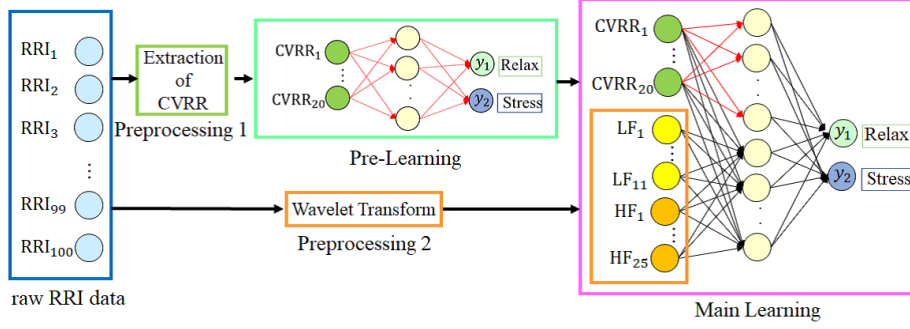 RRI₁
RRI₂
RRI₃
⋮
RRI₉₉
RRI₁₀₀
raw RRI data
Extraction
of
CVRR
Preprocessing 1
CVRR₁
⋮
CVRR₂₀
⋮
y₁ Relax
y₂ Stress
Pre-Learning
Wavelet Transform
Preprocessing 2
CVRR₁
⋮
CVRR₂₀
LF₁
⋮
LF₁₁
HF₁
⋮
HF₂₅
⋮
⋮
y₁ Relax
y₂ Stress
Main Learning